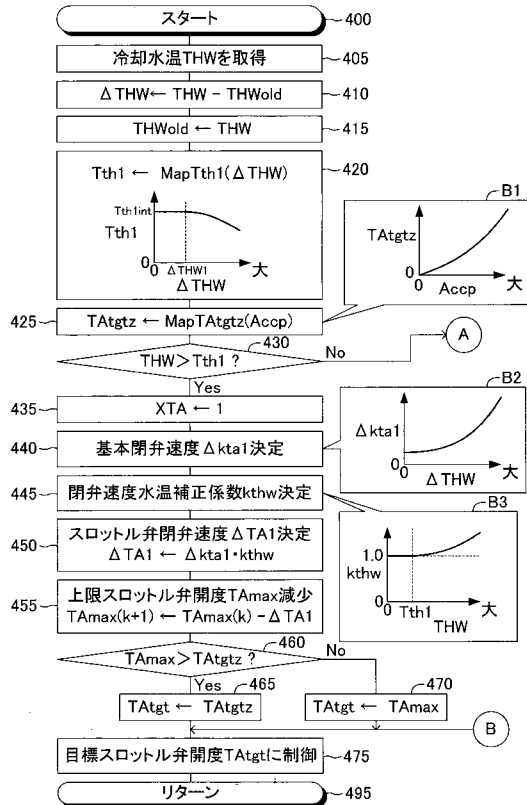 スタート
400
冷却水温THWを取得
405
ΔTHW← THW - THWold
410
THWold ← THW
415
420
Tth1 ← MapTth1(ΔTHW)
Tth1int
Tth1
0
0 ΔTHW1 大
ΔTHW
B1
TAtgtz
0
0 Accp 大
425
TAtgtz ← MapTAtgtz(Accp)
430
THW>Tth1 ?
No
A
Yes
435
XTA ← 1
B2
Δkta1
0
0 大
ΔTHW
440
基本閉弁速度Δkta1決定
445
閉弁速度水温補正係数kthw決定
B3
1.0
kthw
0
Tth1 大
THW
450
スロットル弁閉弁速度ΔTA1決定
ΔTA1 ← Δkta1・kthw
455
上限スロットル弁開度TAmax減少
TAmax(k+1) ← TAmax(k) -ΔTA1
460
TAmax>TAtgtz ?
No
Yes
465
TAtgt ← TAtgtz
470
TAtgt ← TAmax
B
目標スロットル弁開度TAtgtに制御
475
リターン
495